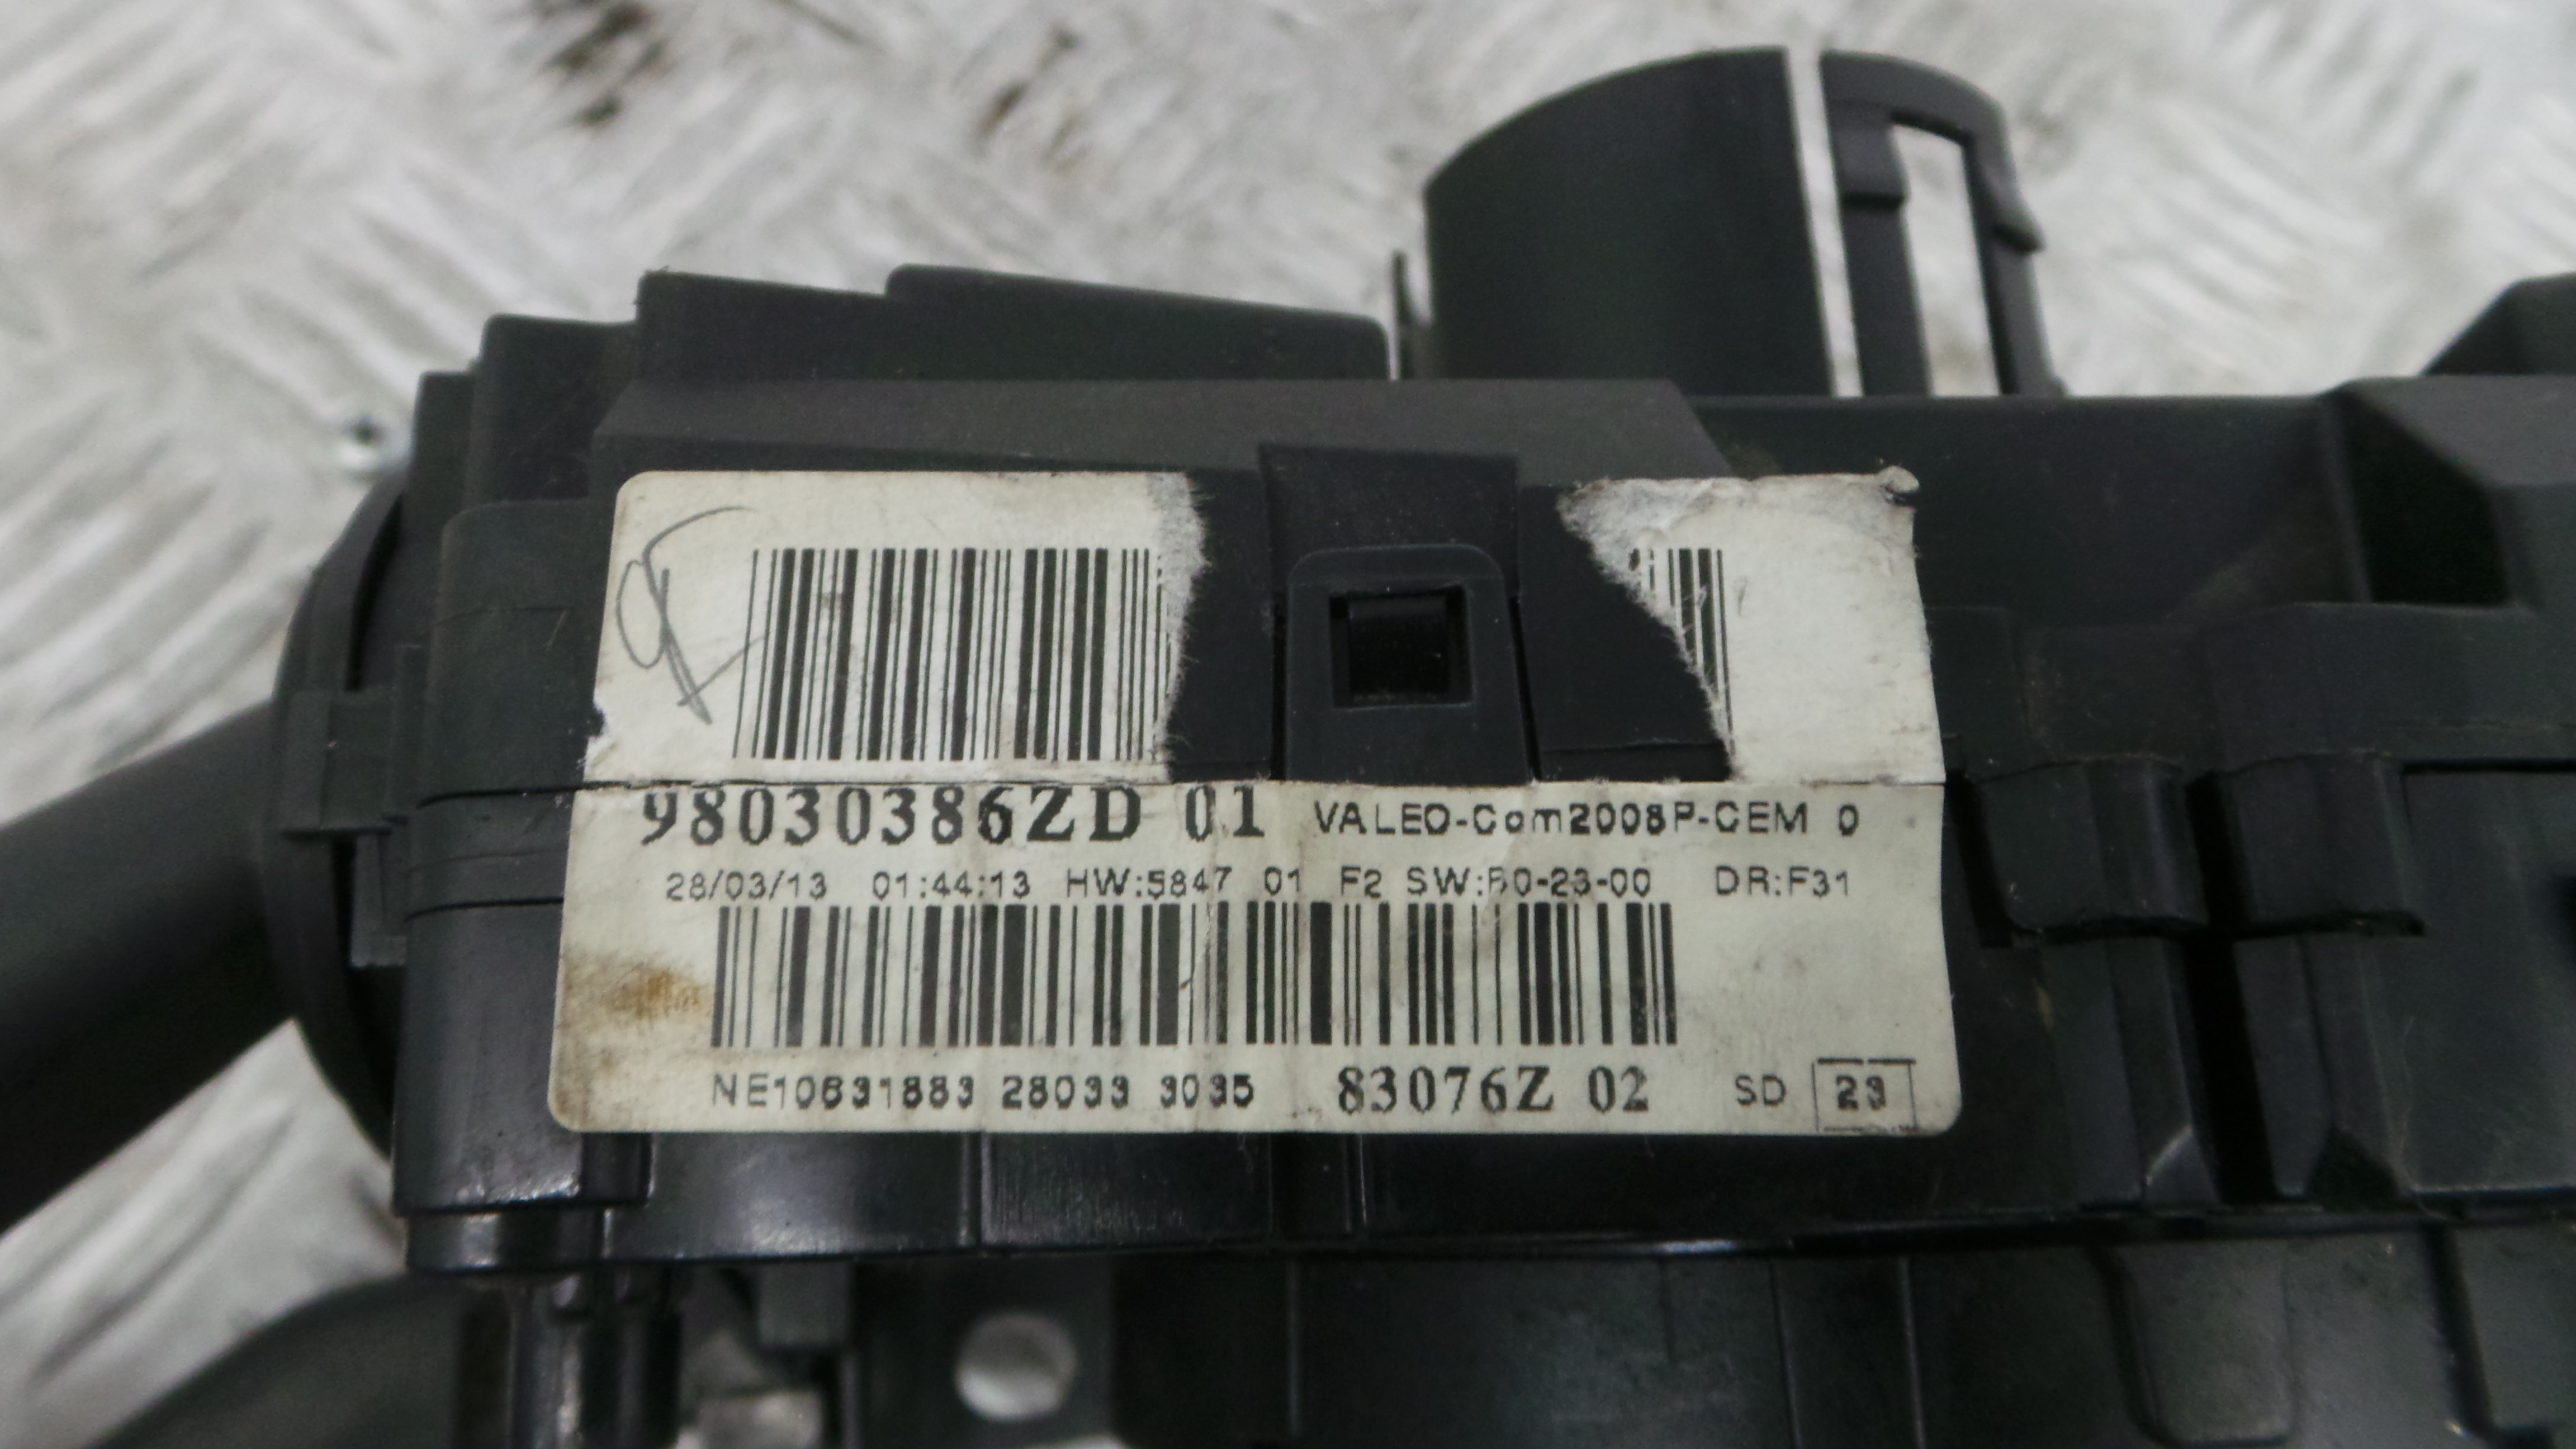 98030386ZD 01 VALEO-Com2008P-CEM 0
28/03/13 01:44:13 HW:5847 01 F2 SW:B0-23-00 DR:F31
NE10631883 28033 3035 83076Z 02 SD 23